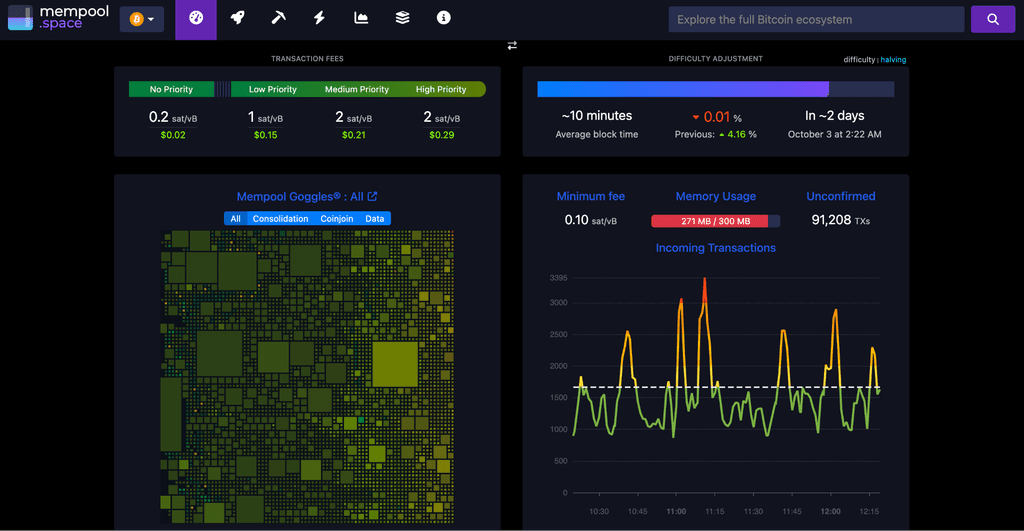 mempool
.space
Explore the full Bitcoin ecosystem
TRANSACTION FEES
No Priority Low Priority Medium Priority High Priority
0.2 sat/vB 1 sat/vB 2 sat/vB 2 sat/vB
$0.02 $0.15 $0.21 $0.29
DIFFICULTY ADJUSTMENT
difficulty | halving
~10 minutes 0.01 % In ~2 days
Average block time Previous: 4.16 % October 3 at 2:22 AM
Mempool Goggles® : All
All Consolidation Coinjoin Data
Minimum fee Memory Usage Unconfirmed
0.10 sat/vB 271 MB / 300 MB 91,208 TXs
Incoming Transactions
3395
3000
2500
2000
1500
1000
500
0
10:30 10:45 11:00 11:15 11:30 11:45 12:00 12:15